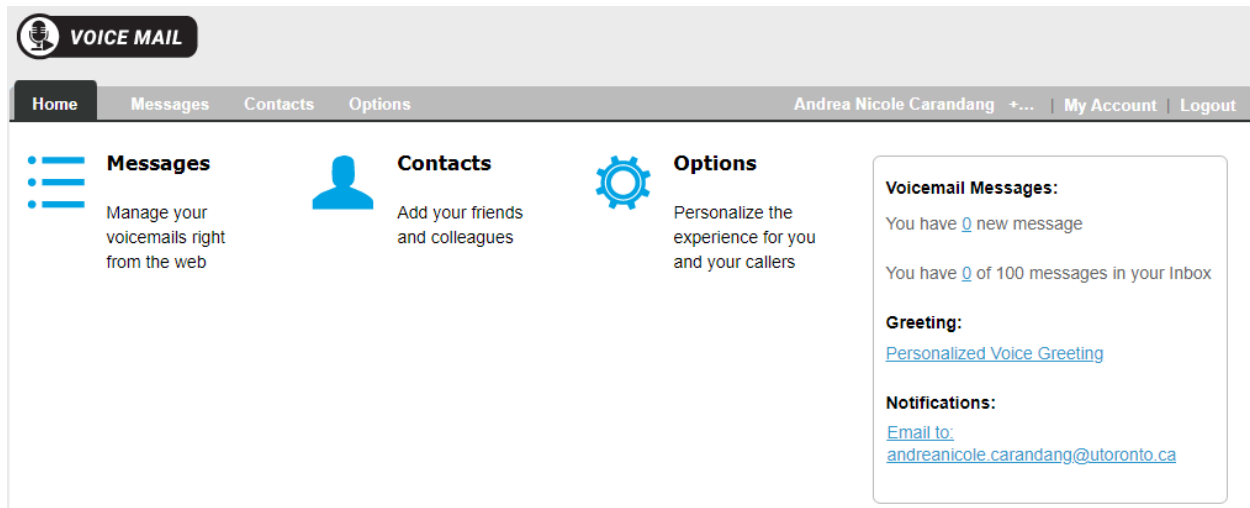 VOICE MAIL
Home Messages Contacts Options Andrea Nicole Carandang +... | My Account | Logout
Messages
Manage your
voicemails right
from the web
Contacts
Add your friends
and colleagues
Options
Personalize the
experience for you
and your callers
Voicemail Messages:
You have 0 new message
You have 0 of 100 messages in your Inbox
Greeting:
Personalized Voice Greeting
Notifications:
Email to:
andreanicole.carandang@utoronto.ca